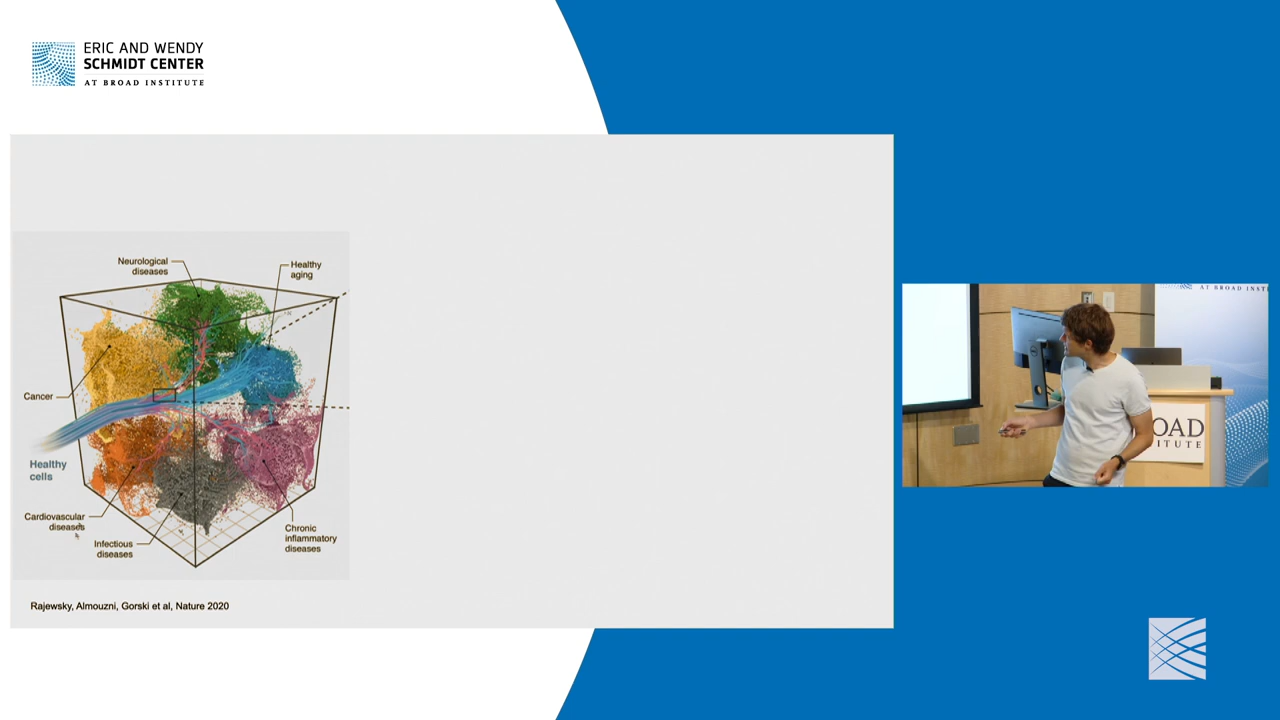 ERIC AND WENDY
SCHMIDT CENTER
AT BROAD INSTITUTE
Neurological
diseases
Healthy
aging
Cancer
Healthy
cells
Cardiovascular
diseases
Infectious
diseases
Chronic
inflammatory
diseases
Rajewsky, Almouzni, Gorski et al, Nature 2020
AT BROAD INSTI
OAD
ITUTE